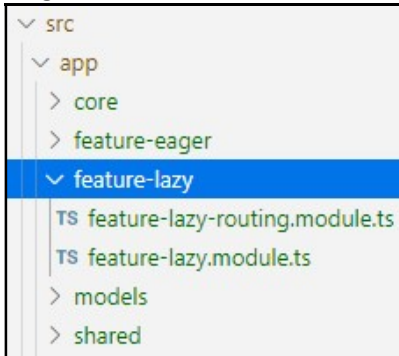 src
app
core
feature-eager
feature-lazy
TS feature-lazy-routing.module.ts
TS feature-lazy.module.ts
models
shared